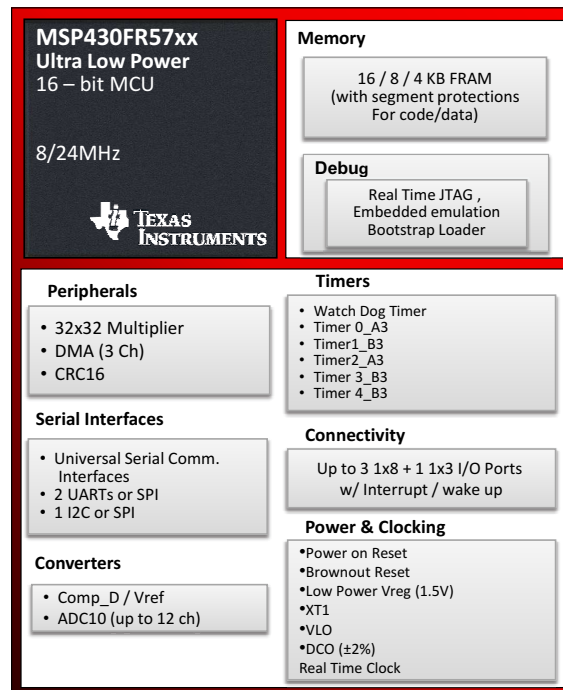 MSP430FR57xx
Ultra Low Power
16 – bit MCU
8/24MHz
TEXAS
INSTRUMENTS
Memory
16 / 8 / 4 KB FRAM
(with segment protections
For code/data)
Debug
Real Time JTAG ,
Embedded emulation
Bootstrap Loader
Peripherals
• 32x32 Multiplier
• DMA (3 Ch)
• CRC16
Serial Interfaces
• Universal Serial Comm.
Interfaces
• 2 UARTs or SPI
• 1 I2C or SPI
Converters
• Comp_D / Vref
• ADC10 (up to 12 ch)
Timers
• Watch Dog Timer
• Timer 0_A3
• Timer1_B3
• Timer2_A3
• Timer 3_B3
• Timer 4_B3
Connectivity
Up to 3 1x8 + 1 1x3 I/O Ports
w/ Interrupt / wake up
Power & Clocking
•Power on Reset
•Brownout Reset
•Low Power Vreg (1.5V)
•XT1
•VLO
•DCO (±2%)
Real Time Clock